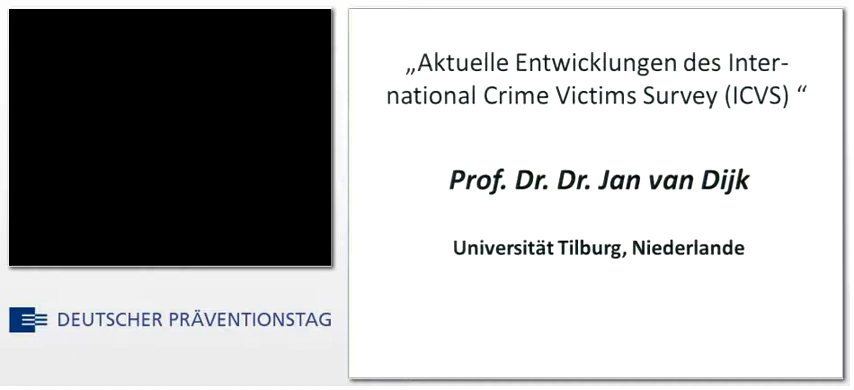 „Aktuelle Entwicklungen des Inter-
national Crime Victims Survey (ICVS) “
Prof. Dr. Dr. Jan van Dijk
Universität Tilburg, Niederlande
DEUTSCHER PRÄVENTIONSTAG